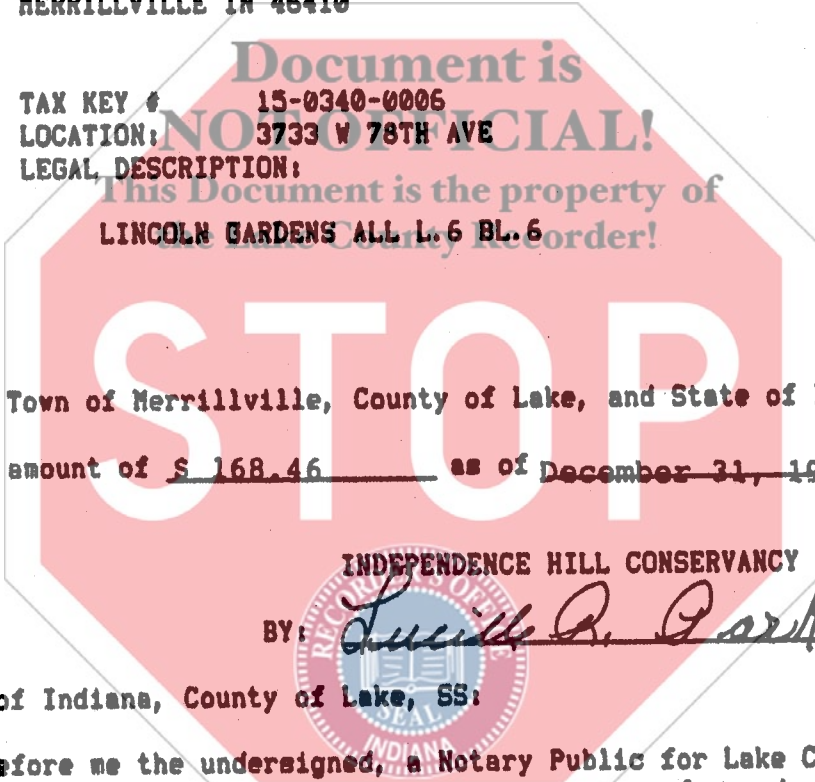 MERRILLVILLE IN 46410
Document is
TAX KEY # 15-0340-0006
NOT OFFICIAL!
LOCATION: 3733 W 78TH AVE
LEGAL DESCRIPTION:
This Document is the property of
the Lake County Recorder!
LINCOLN GARDENS ALL L.6 BL.6
STOP
Town of Merrillville, County of Lake, and State of
amount of $ 168.46 as of December 31, 19
INDEPENDENCE HILL CONSERVANCY
BY: Lucille R. Park
RECORDER'S OFFICE
SEAL
INDIANA
of Indiana, County of Lake, SS:
efore me the undersigned, a Notary Public for Lake C